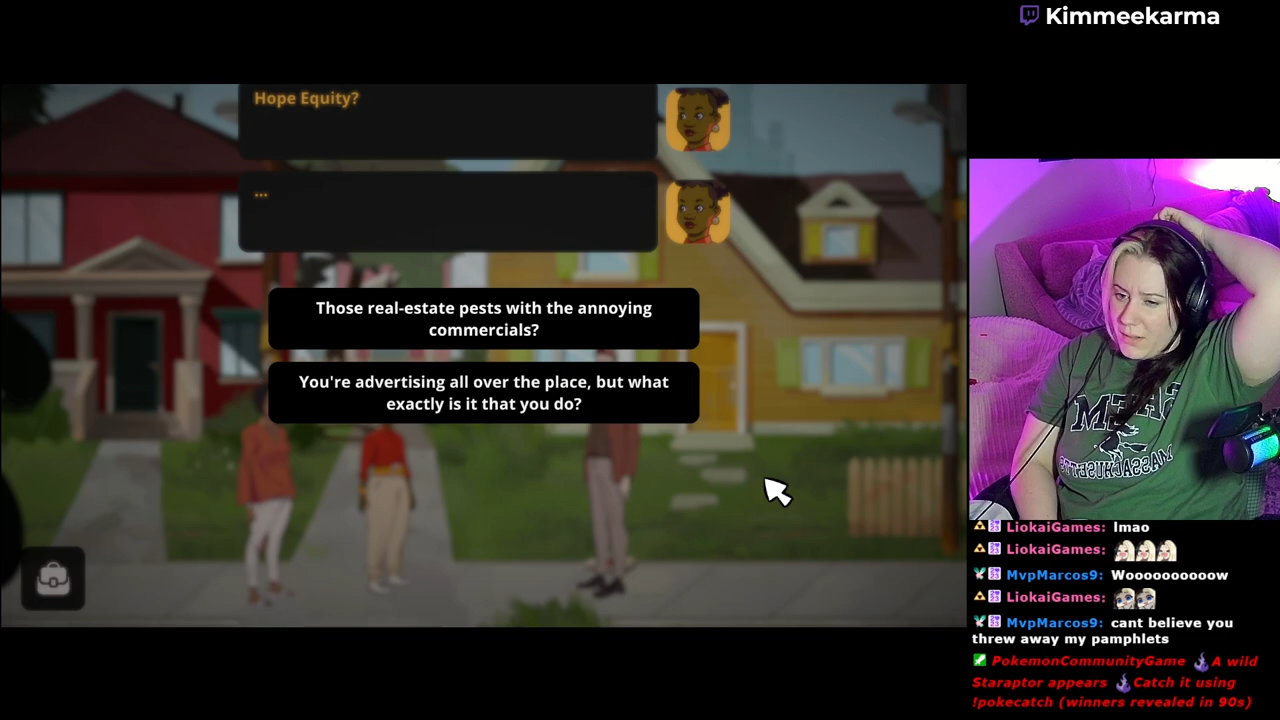 Kimmeekarma
Hope Equity?
...
Those real-estate pests with the annoying
commercials?
You're advertising all over the place, but what
exactly is it that you do?
SALEM
MASSACHUSETTS
LiokaiGames: lmao
LiokaiGames:
MvpMarcos9: Woooooooooow
LiokaiGames:
MvpMarcos9: cant believe you
threw away my pamphlets
PokemonCommunityGame A wild
Staraptor appears Catch it using
!pokecatch (winners revealed in 90s)